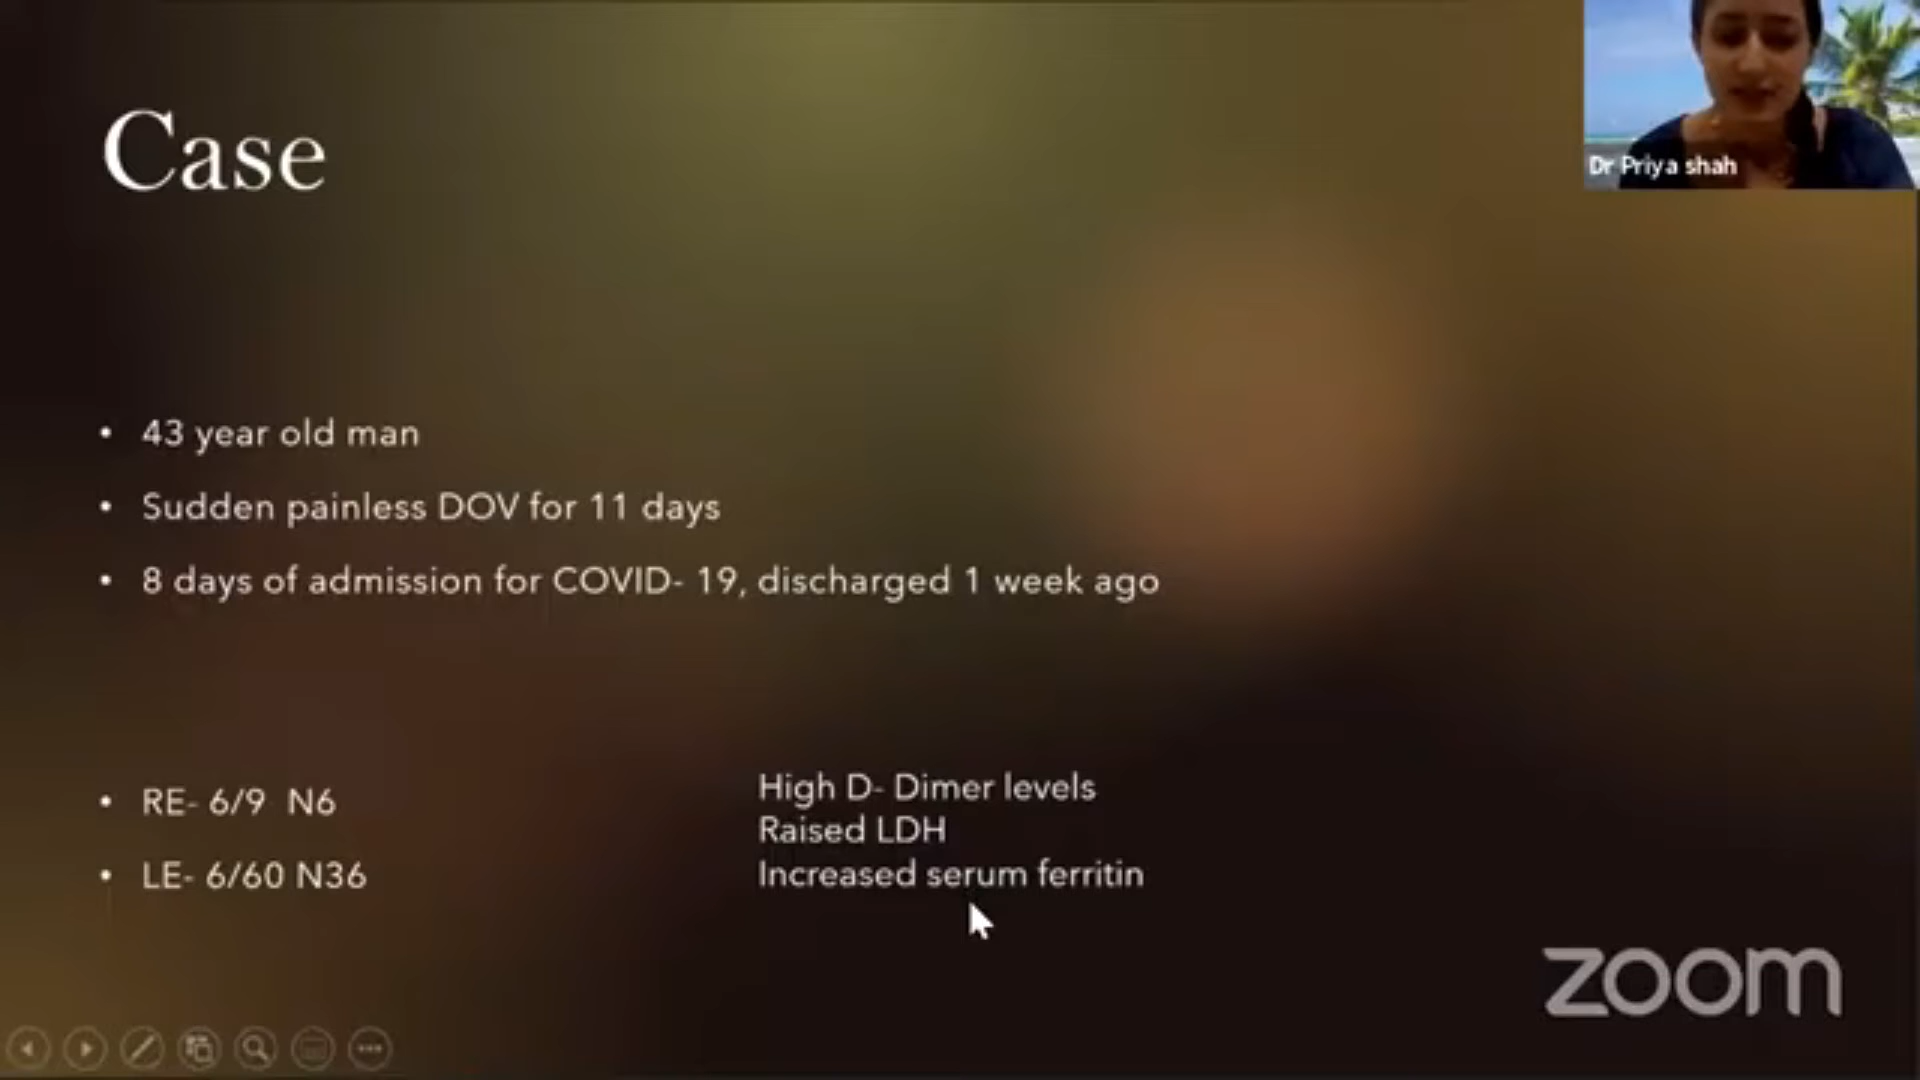 Case
Dr Priya shah
• 43 year old man
• Sudden painless DOV for 11 days
• 8 days of admission for COVID- 19, discharged 1 week ago
• RE- 6/9 N6
• LE- 6/60 N36
High D- Dimer levels
Raised LDH
Increased serum ferritin
zoom